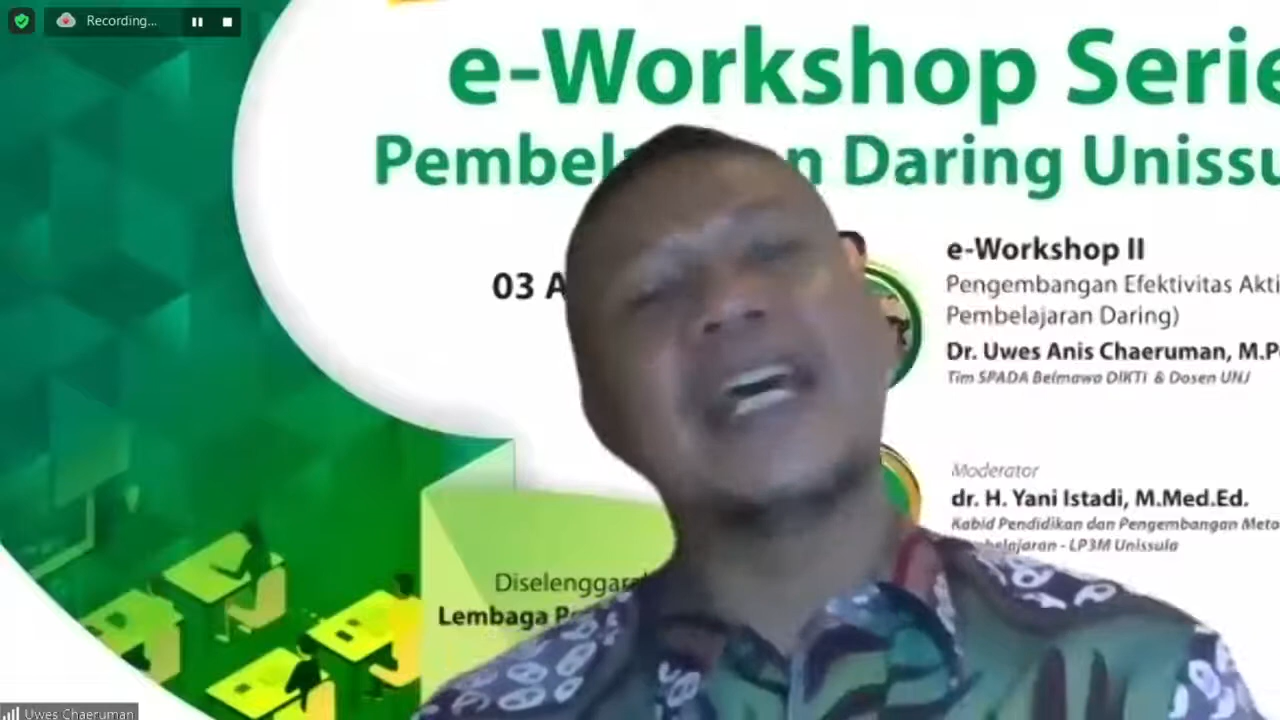 Recording...
e-Workshop Serie
Pembel n Daring Unissu
03 A
e-Workshop II
Pengembangan Efektivitas Akti
Pembelajaran Daring)
Dr. Uwes Anis Chaeruman, M.P
Tim SPADA Belmawa DIKTI & Dosen UNJ
Moderator
dr. H. Yani Istadi, M.Med.Ed.
Kabid Pendidikan dan Pengembangan Meto
belajaran - LP3M Unissula
Diselenggara
Lembaga P
Uwes Chaeruman